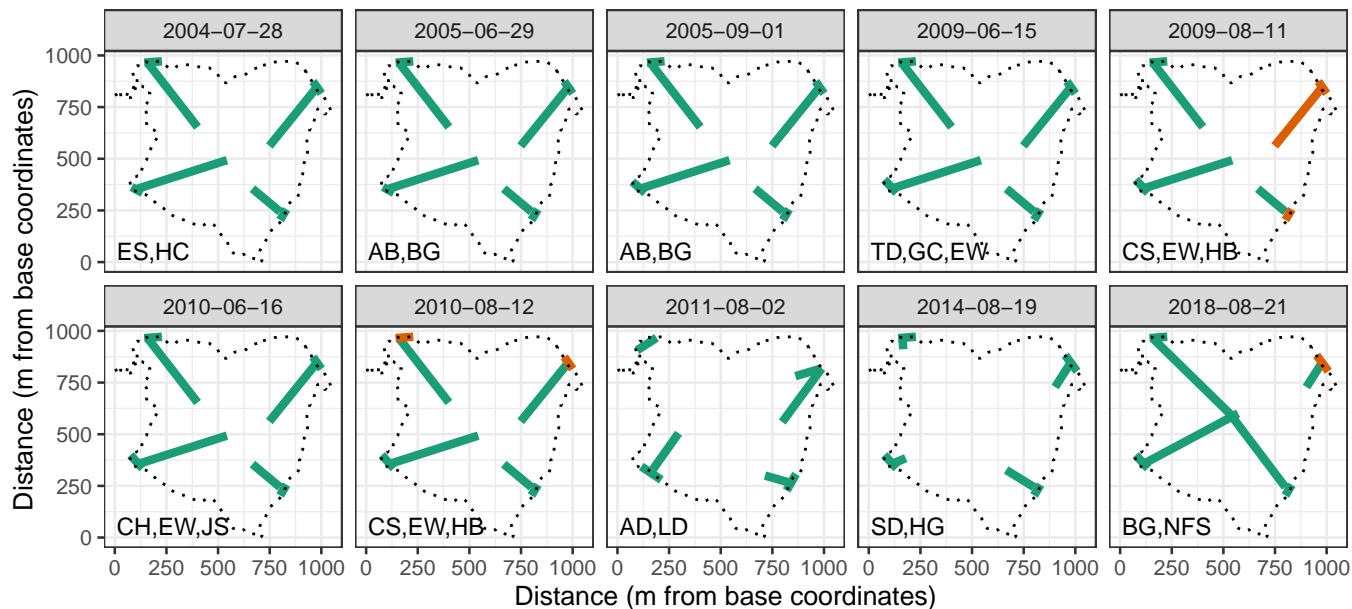 Distance (m from base coordinates)
2004−07−28 2005−06−29 2005−09−01 2009−06−15 2009−08−11
1000
750
500
250
0
ES,HC AB,BG AB,BG TD,GC,EW CS,EW,HB
2010−06−16 2010−08−12 2011−08−02 2014−08−19 2018−08−21
1000
750
500
250
0
CH,EW,JS CS,EW,HB AD,LD SD,HG BG,NFS
0 250 500 750 1000 0 250 500 750 1000 0 250 500 750 1000 0 250 500 750 1000 0 250 500 750 1000
Distance (m from base coordinates)